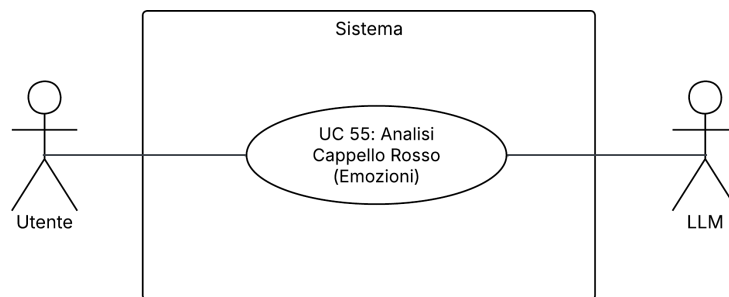 Sistema
UC 55: Analisi
Cappello Rosso
(Emozioni)
Utente
LLM